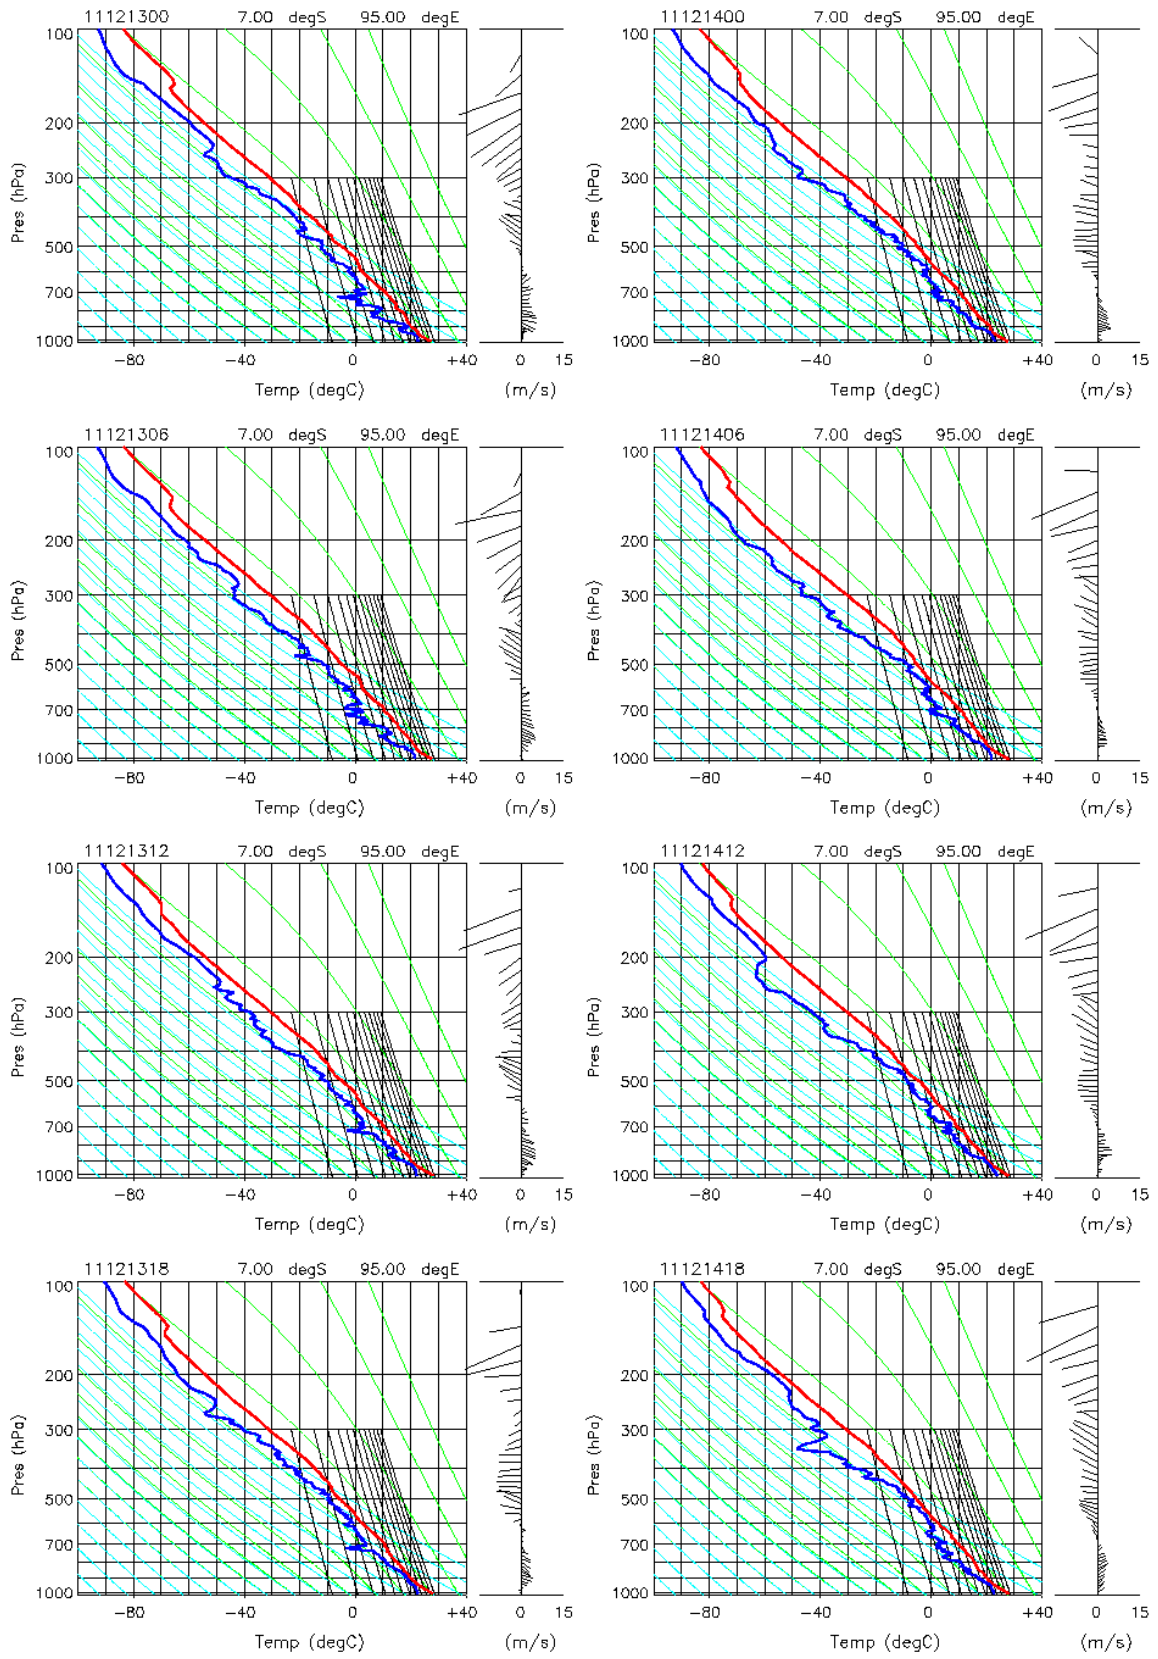 11121300 7.00 degS 95.00 degE
100
200
300
500
700
1000
Pres (hPa)
-80 -40 0 +40 0 15
Temp (degC) (m/s)
11121400 7.00 degS 95.00 degE
100
200
300
500
700
1000
Pres (hPa)
-80 -40 0 +40 0 15
Temp (degC) (m/s)
11121306 7.00 degS 95.00 degE
100
200
300
500
700
1000
Pres (hPa)
-80 -40 0 +40 0 15
Temp (degC) (m/s)
11121406 7.00 degS 95.00 degE
100
200
300
500
700
1000
Pres (hPa)
-80 -40 0 +40 0 15
Temp (degC) (m/s)
11121312 7.00 degS 95.00 degE
100
200
300
500
700
1000
Pres (hPa)
-80 -40 0 +40 0 15
Temp (degC) (m/s)
11121412 7.00 degS 95.00 degE
100
200
300
500
700
1000
Pres (hPa)
-80 -40 0 +40 0 15
Temp (degC) (m/s)
11121318 7.00 degS 95.00 degE
100
200
300
500
700
1000
Pres (hPa)
-80 -40 0 +40 0 15
Temp (degC) (m/s)
11121418 7.00 degS 95.00 degE
100
200
300
500
700
1000
Pres (hPa)
-80 -40 0 +40 0 15
Temp (degC) (m/s)